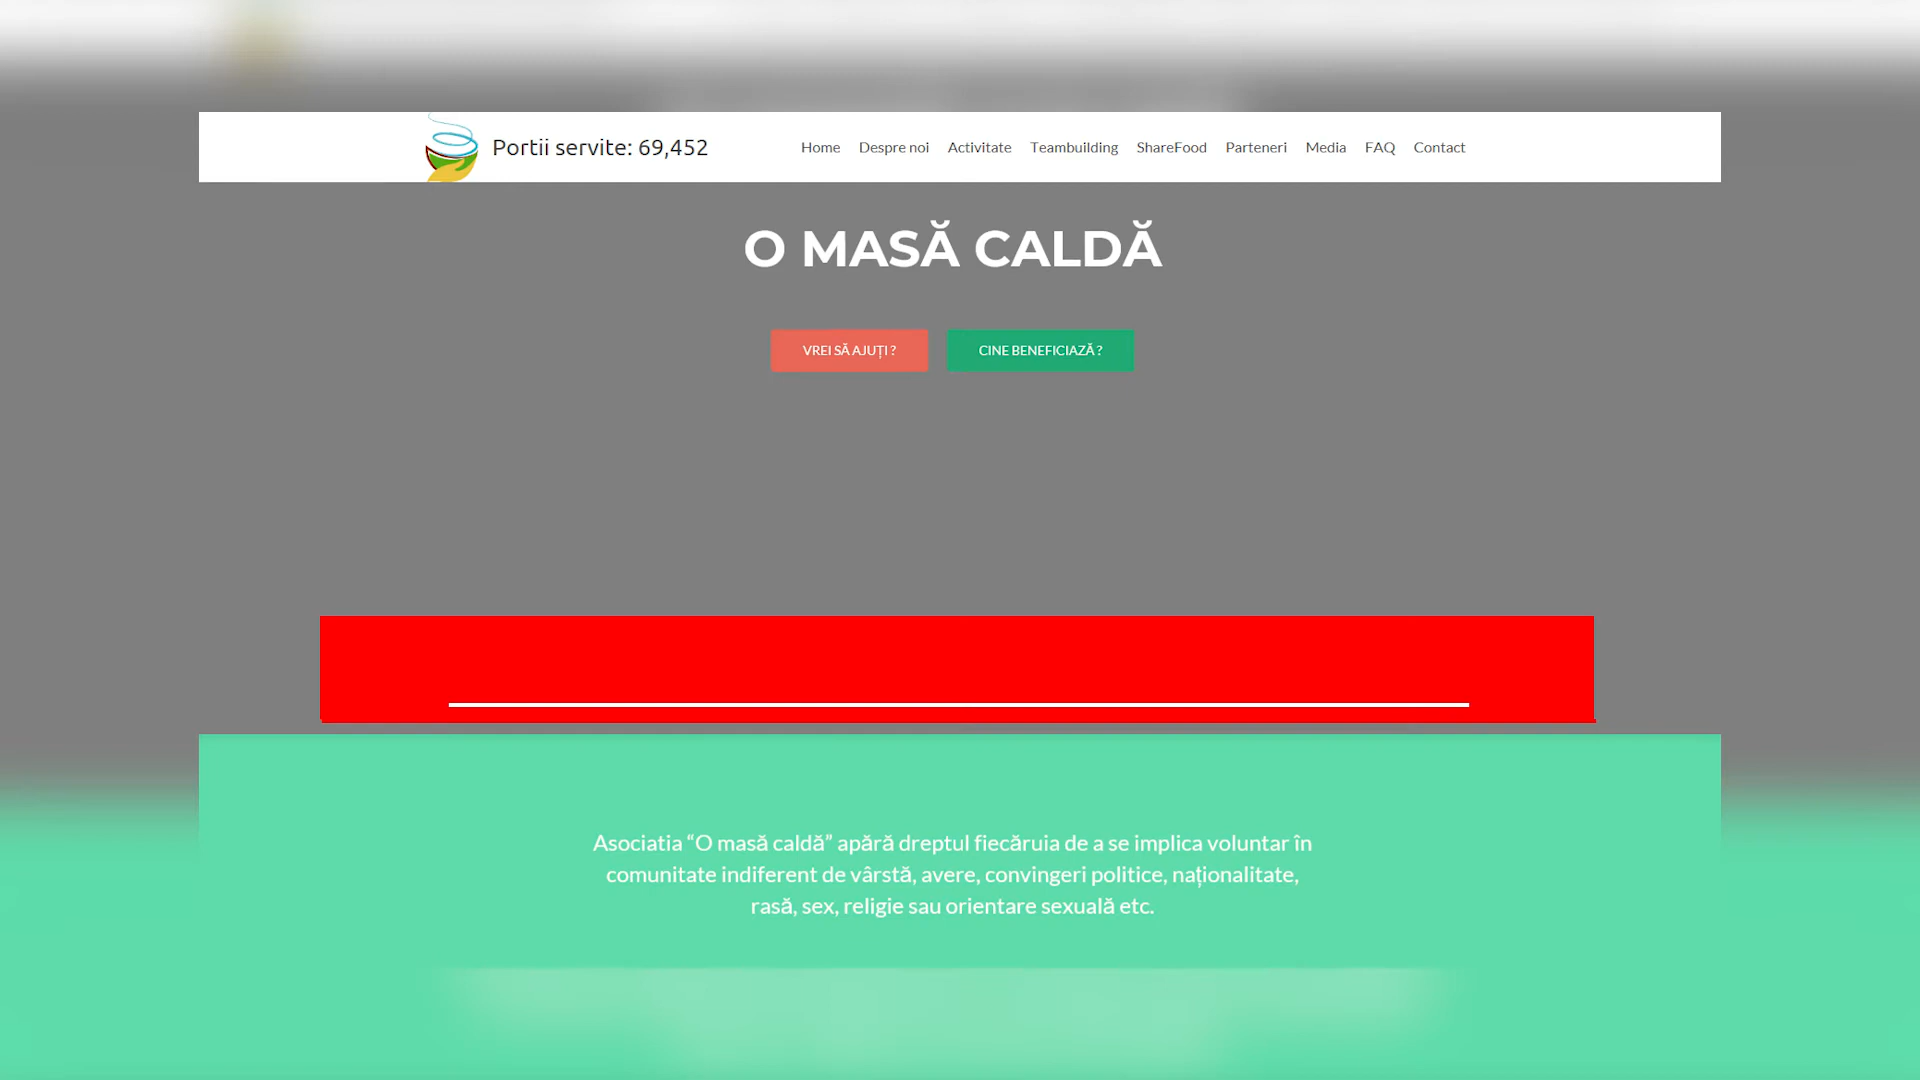 Portii servite: 69,452
Home Despre noi Activitate Teambuilding ShareFood Parteneri Media FAQ Contact
O MASĂ CALDĂ
VREI SĂ AJUȚI ?
CINE BENEFICIAZĂ ?
Asociatia “O masă caldă” apără dreptul fiecăruia de a se implica voluntar în
comunitate indiferent de vârstă, avere, convingeri politice, naționalitate,
rasă, sex, religie sau orientare sexuală etc.